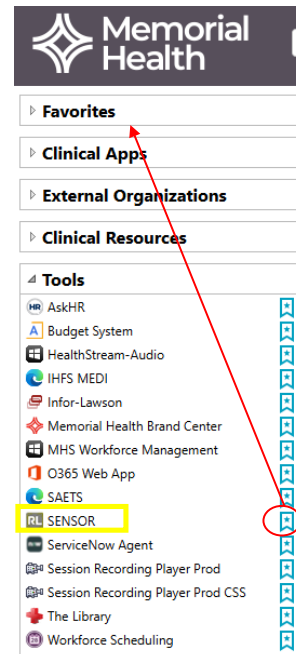 Memorial
Health
Favorites
Clinical Apps
External Organizations
Clinical Resources
Tools
HR AskHR
A Budget System
HealthStream-Audio
IHFS MEDI
Infor-Lawson
Memorial Health Brand Center
MHS Workforce Management
O365 Web App
SAETS
RL SENSOR
ServiceNow Agent
Session Recording Player Prod
Session Recording Player Prod CSS
The Library
Workforce Scheduling